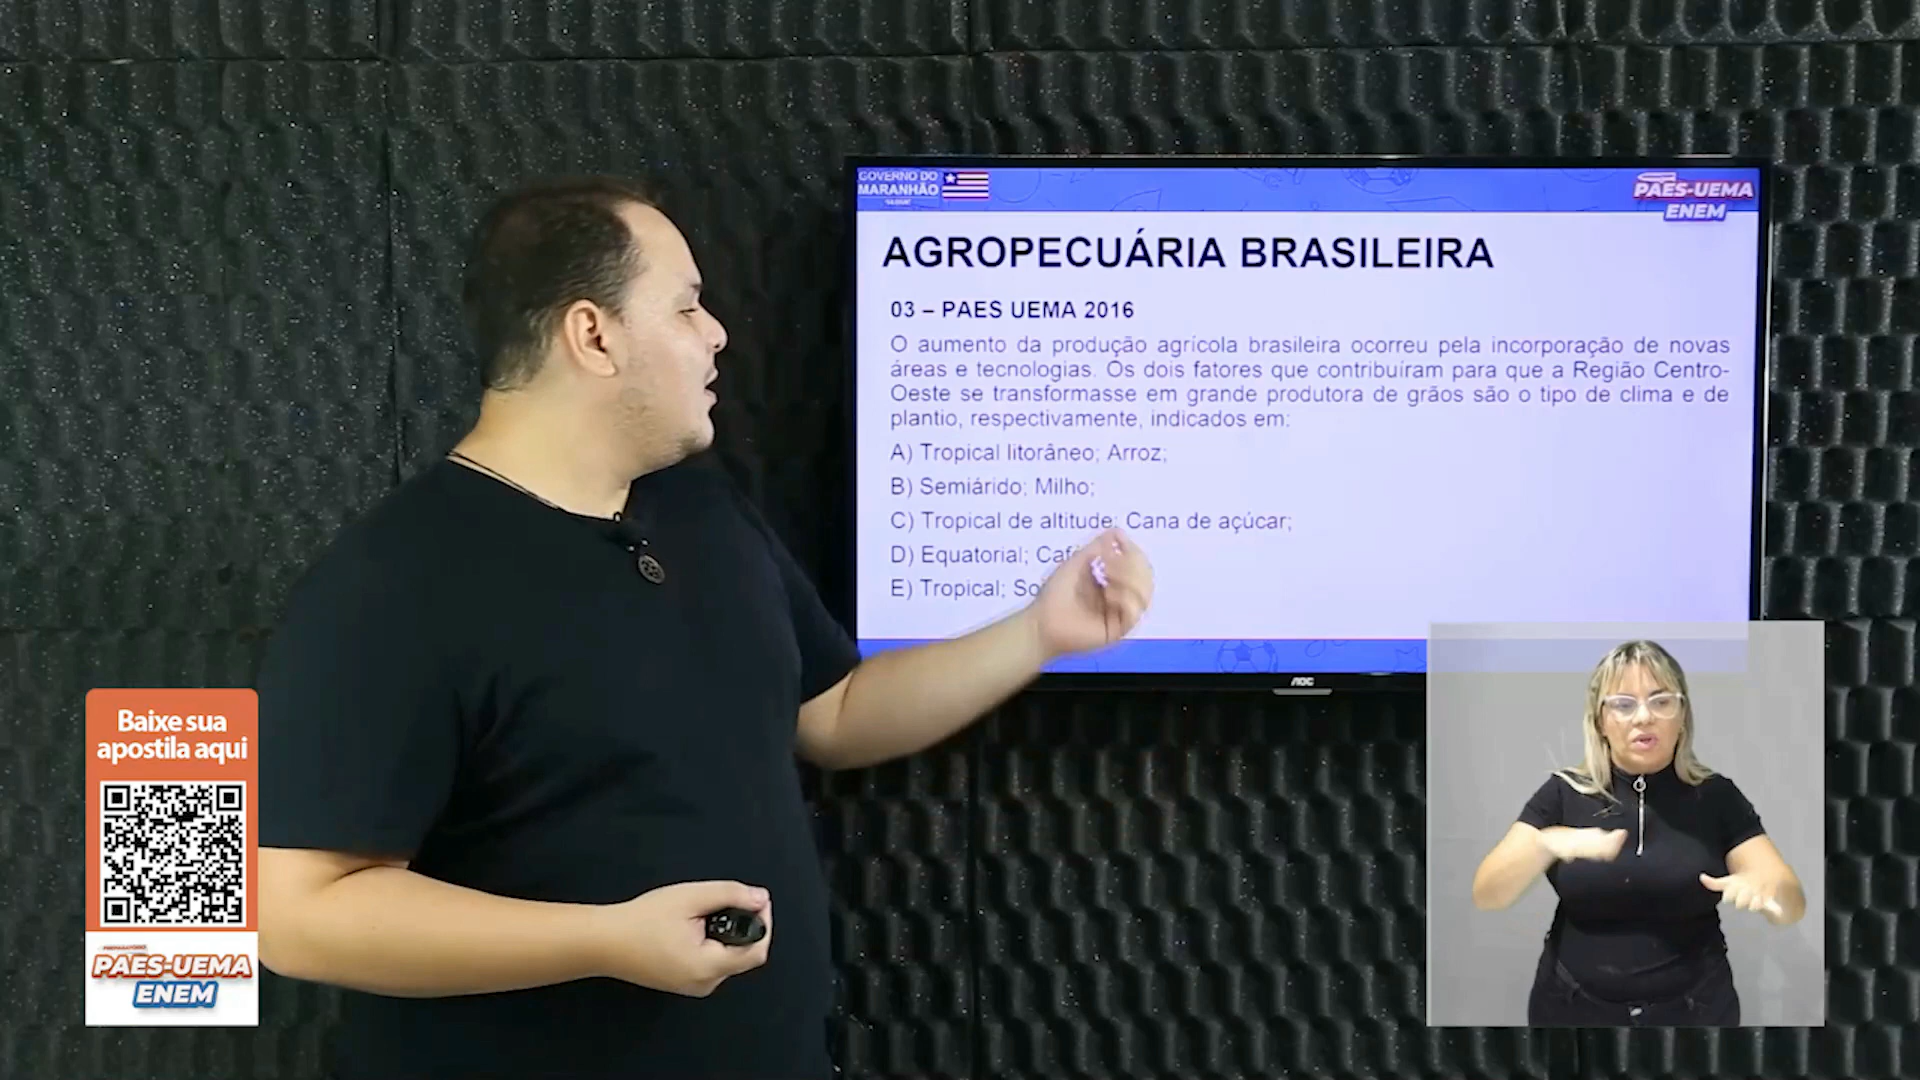 GOVERNO DO
MARANHÃO
PAES-UEMA
ENEM
AGROPECUÁRIA BRASILEIRA
03 – PAES UEMA 2016
O aumento da produção agrícola brasileira ocorreu pela incorporação de novas
áreas e tecnologias. Os dois fatores que contribuíram para que a Região Centro-
Oeste se transformasse em grande produtora de grãos são o tipo de clima e de
plantio, respectivamente, indicados em:
A) Tropical litorâneo; Arroz;
B) Semiárido; Milho;
C) Tropical de altitude; Cana de açúcar;
D) Equatorial;
E) Tropical;
AOC
Baixe sua
apostila aqui
PREPARATÓRIO
PAES-UEMA
ENEM